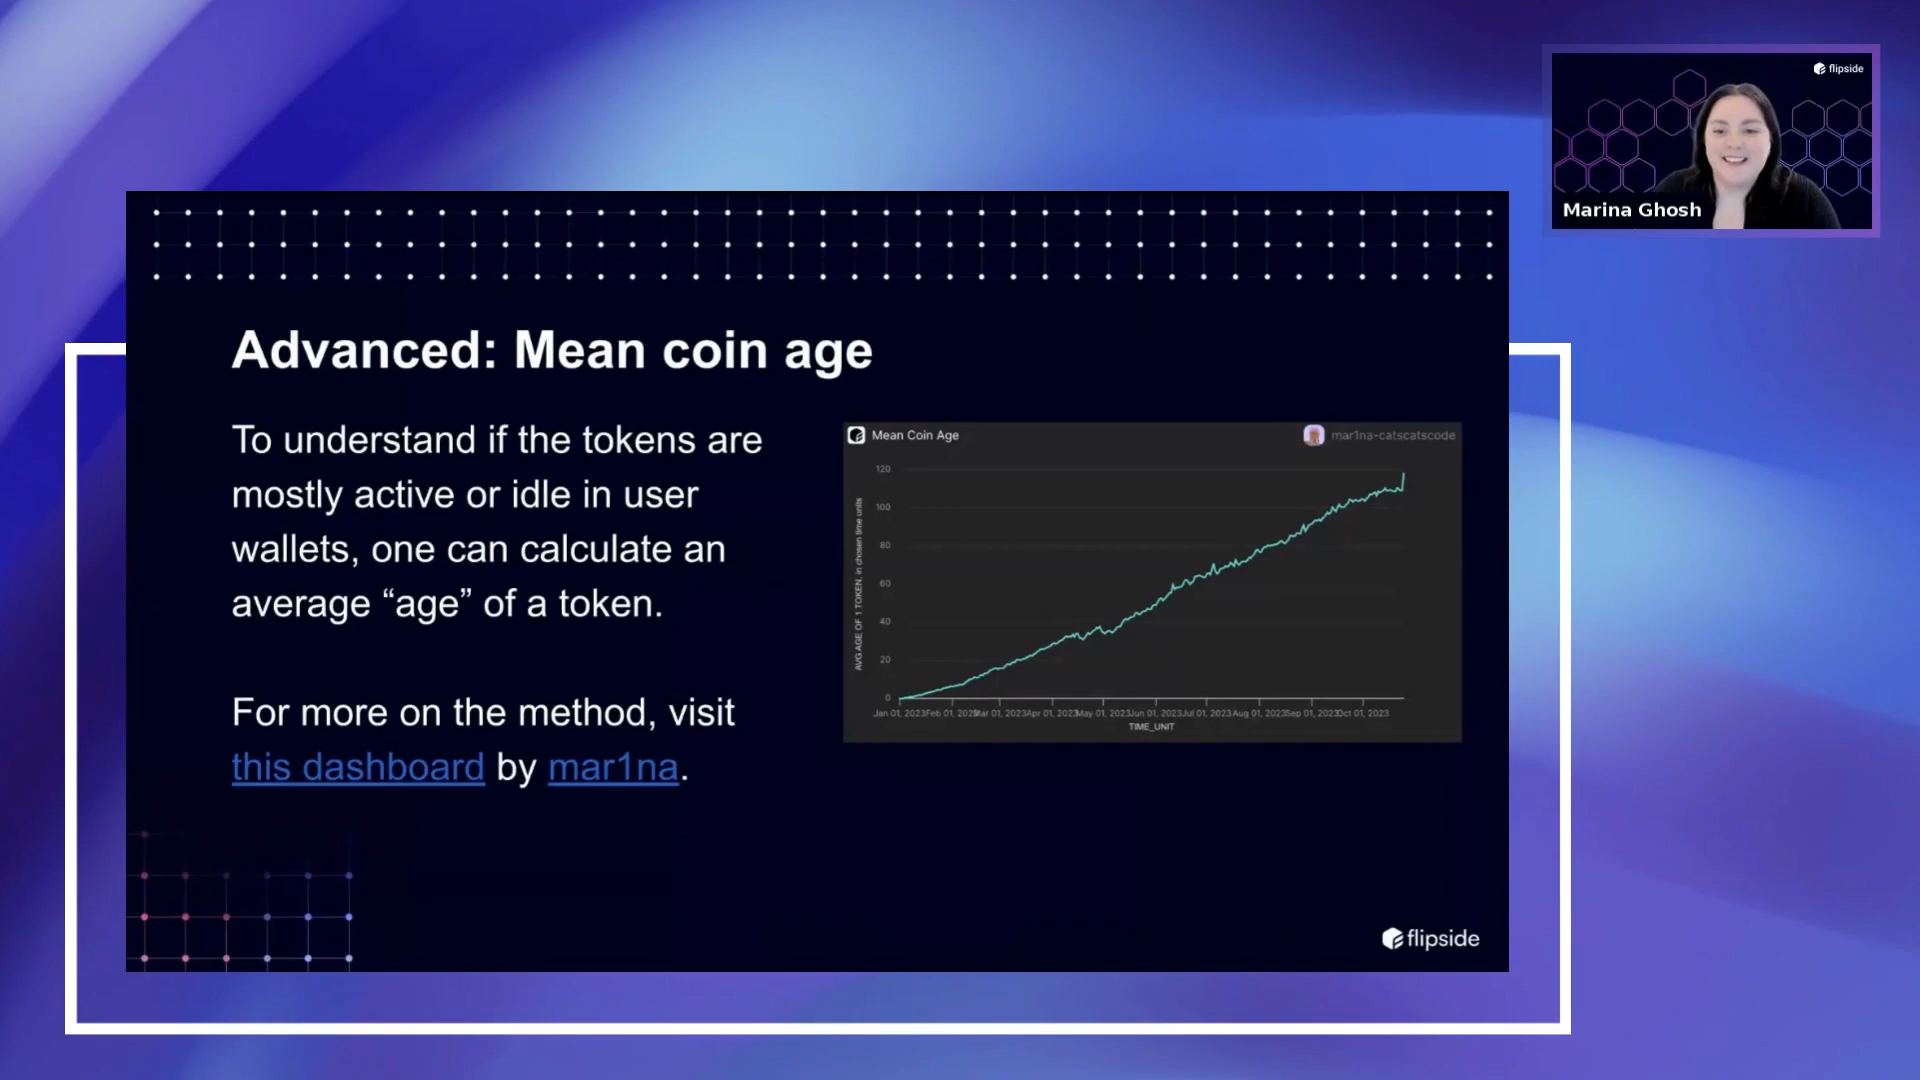 flipside
Marina Ghosh
Advanced: Mean coin age
To understand if the tokens are
mostly active or idle in user
wallets, one can calculate an
average “age” of a token.
For more on the method, visit
this dashboard by mar1na.
Mean Coin Age
mar1na-catscatscode
120
100
80
60
40
20
0
AVG AGE OF 1 TOKEN, in chosen time units
Jan 01, 2023 Feb 01, 2023 Mar 01, 2023 Apr 01, 2023 May 01, 2023 Jun 01, 2023 Jul 01, 2023 Aug 01, 2023 Sep 01, 2023 Oct 01, 2023
TIME_UNIT
flipside